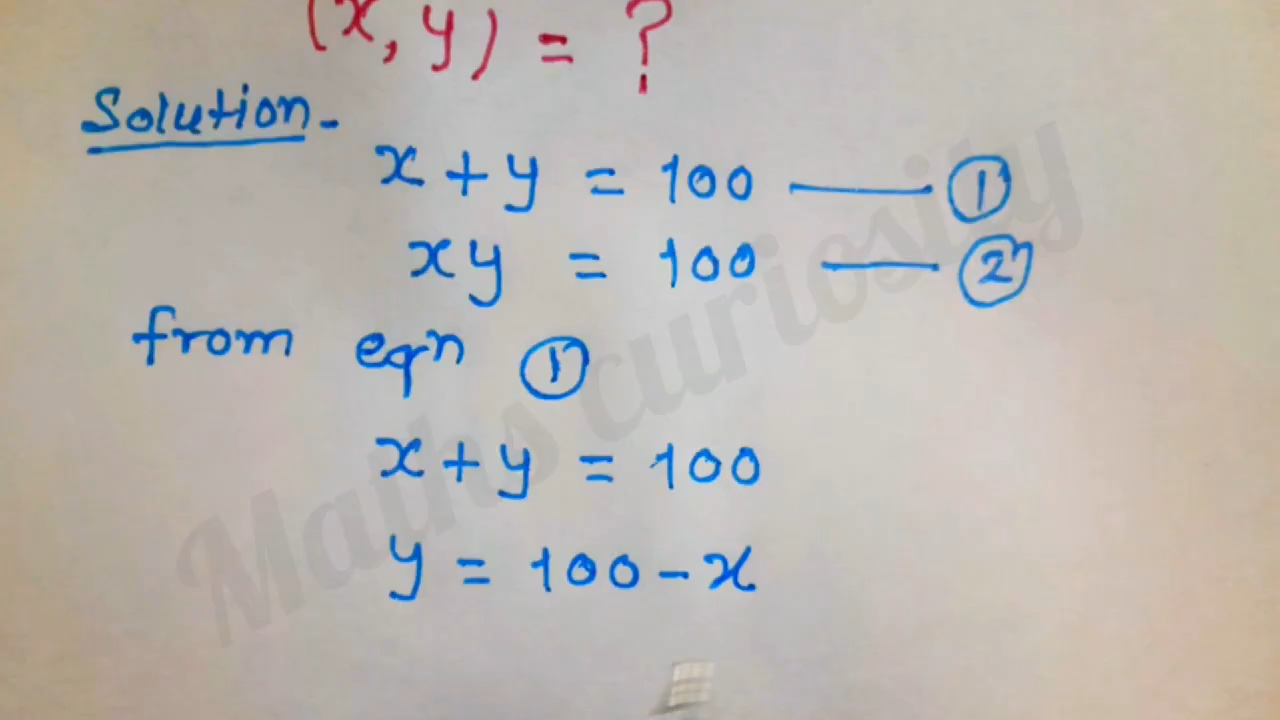 (x, y) = ?
Solution-
x + y = 100 —— ①
xy = 100 —— ②
from eqn ①
x + y = 100
y = 100 - x
Maths curiosity